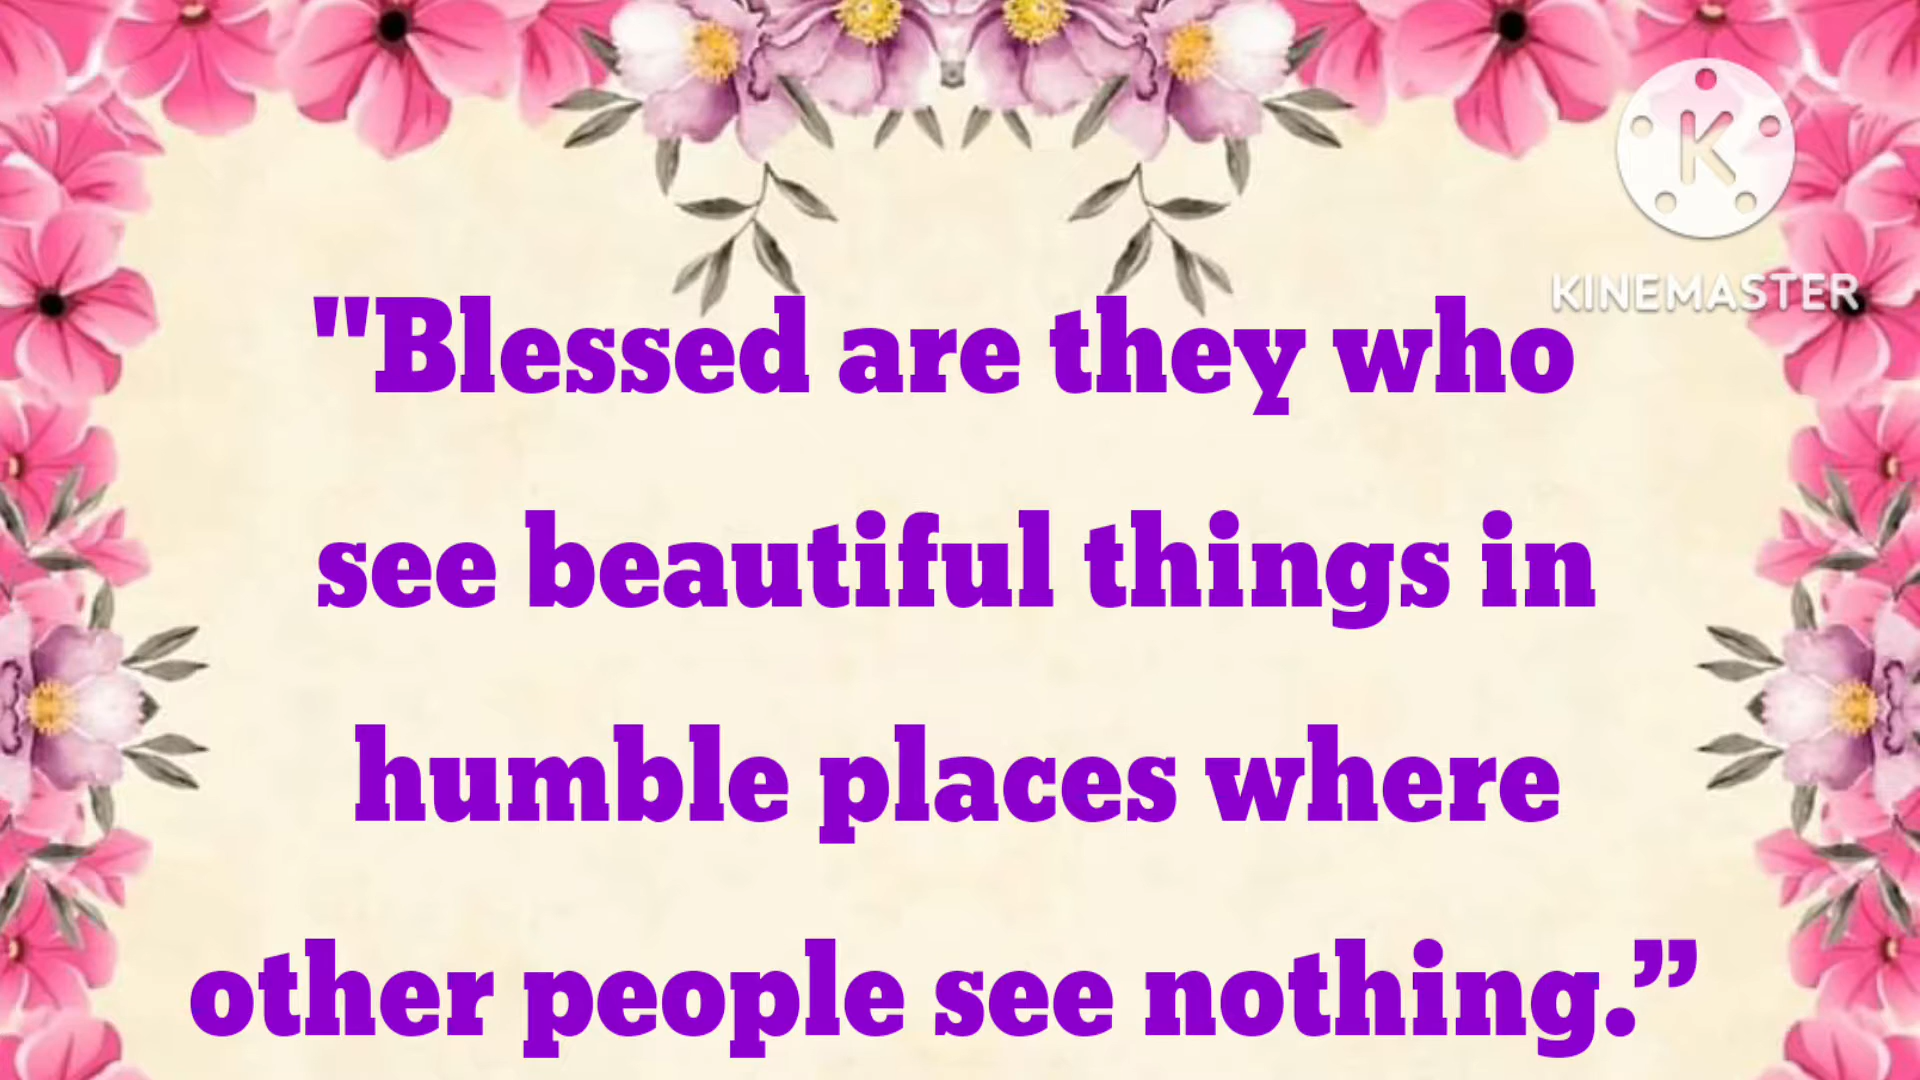 K
KINEMASTER
"Blessed are they who
see beautiful things in
humble places where
other people see nothing.”